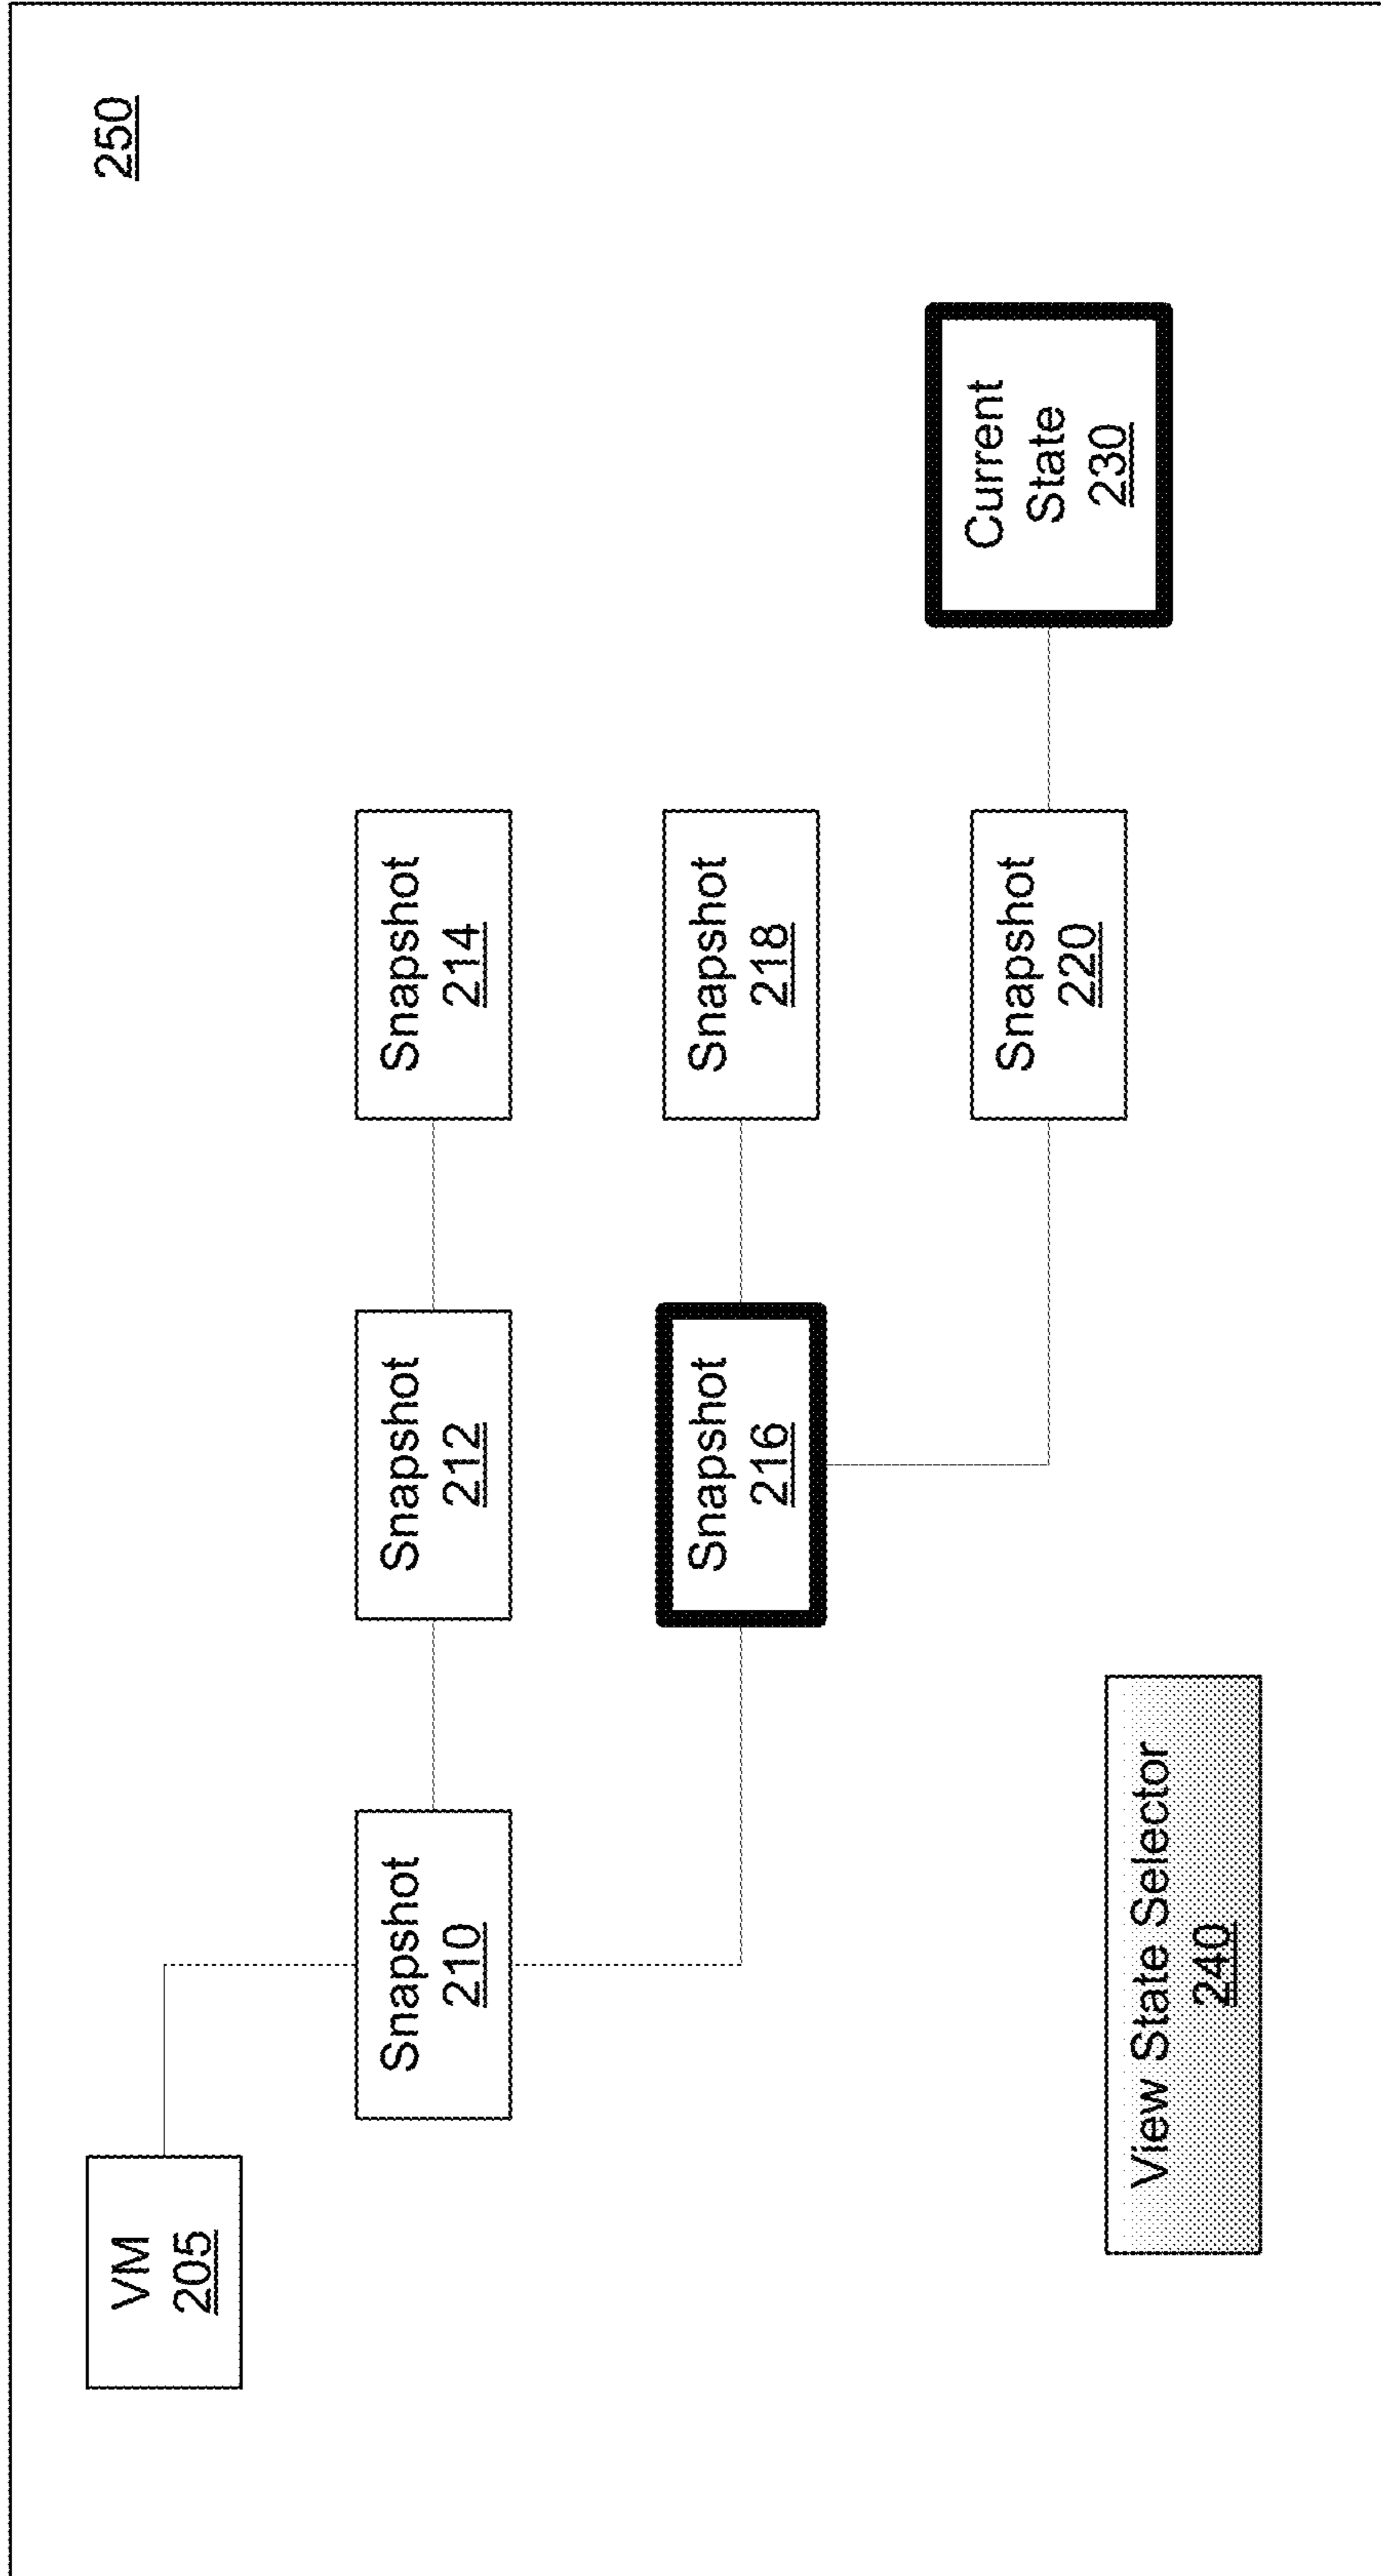 250
VM
205
Snapshot
210
Snapshot
212
Snapshot
214
Snapshot
216
Snapshot
218
Snapshot
220
Current
State
230
View State Selector
240